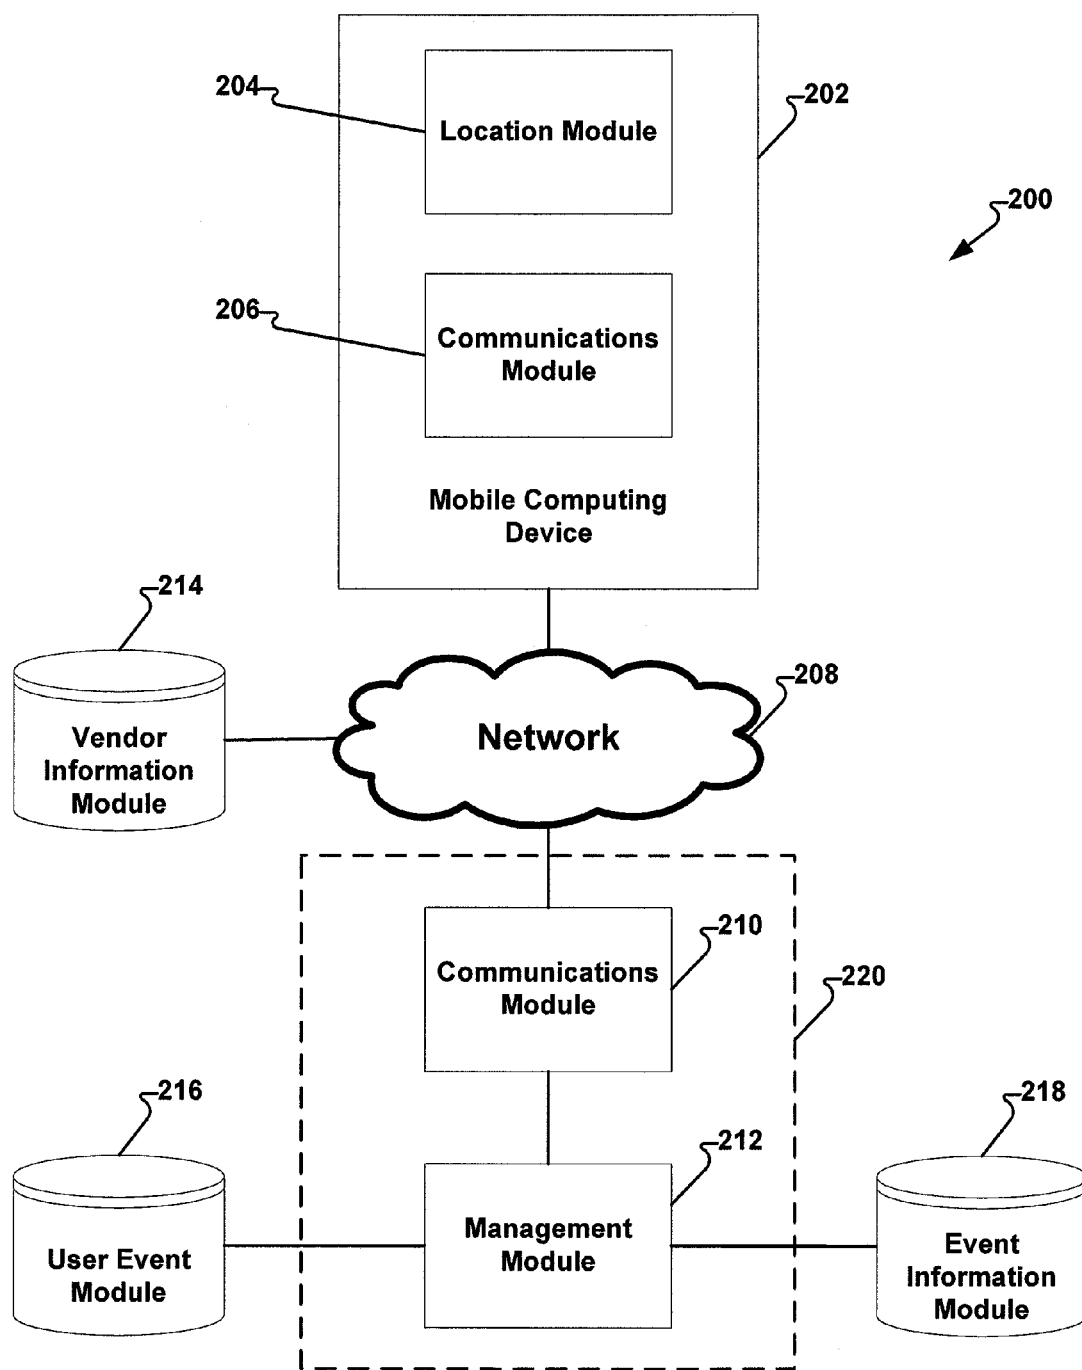 204
Location Module
202
200
206
Communications
Module
Mobile Computing
Device
214
Vendor
Information
Module
Network
208
210
Communications
Module
220
216
User Event
Module
212
Management
Module
218
Event
Information
Module